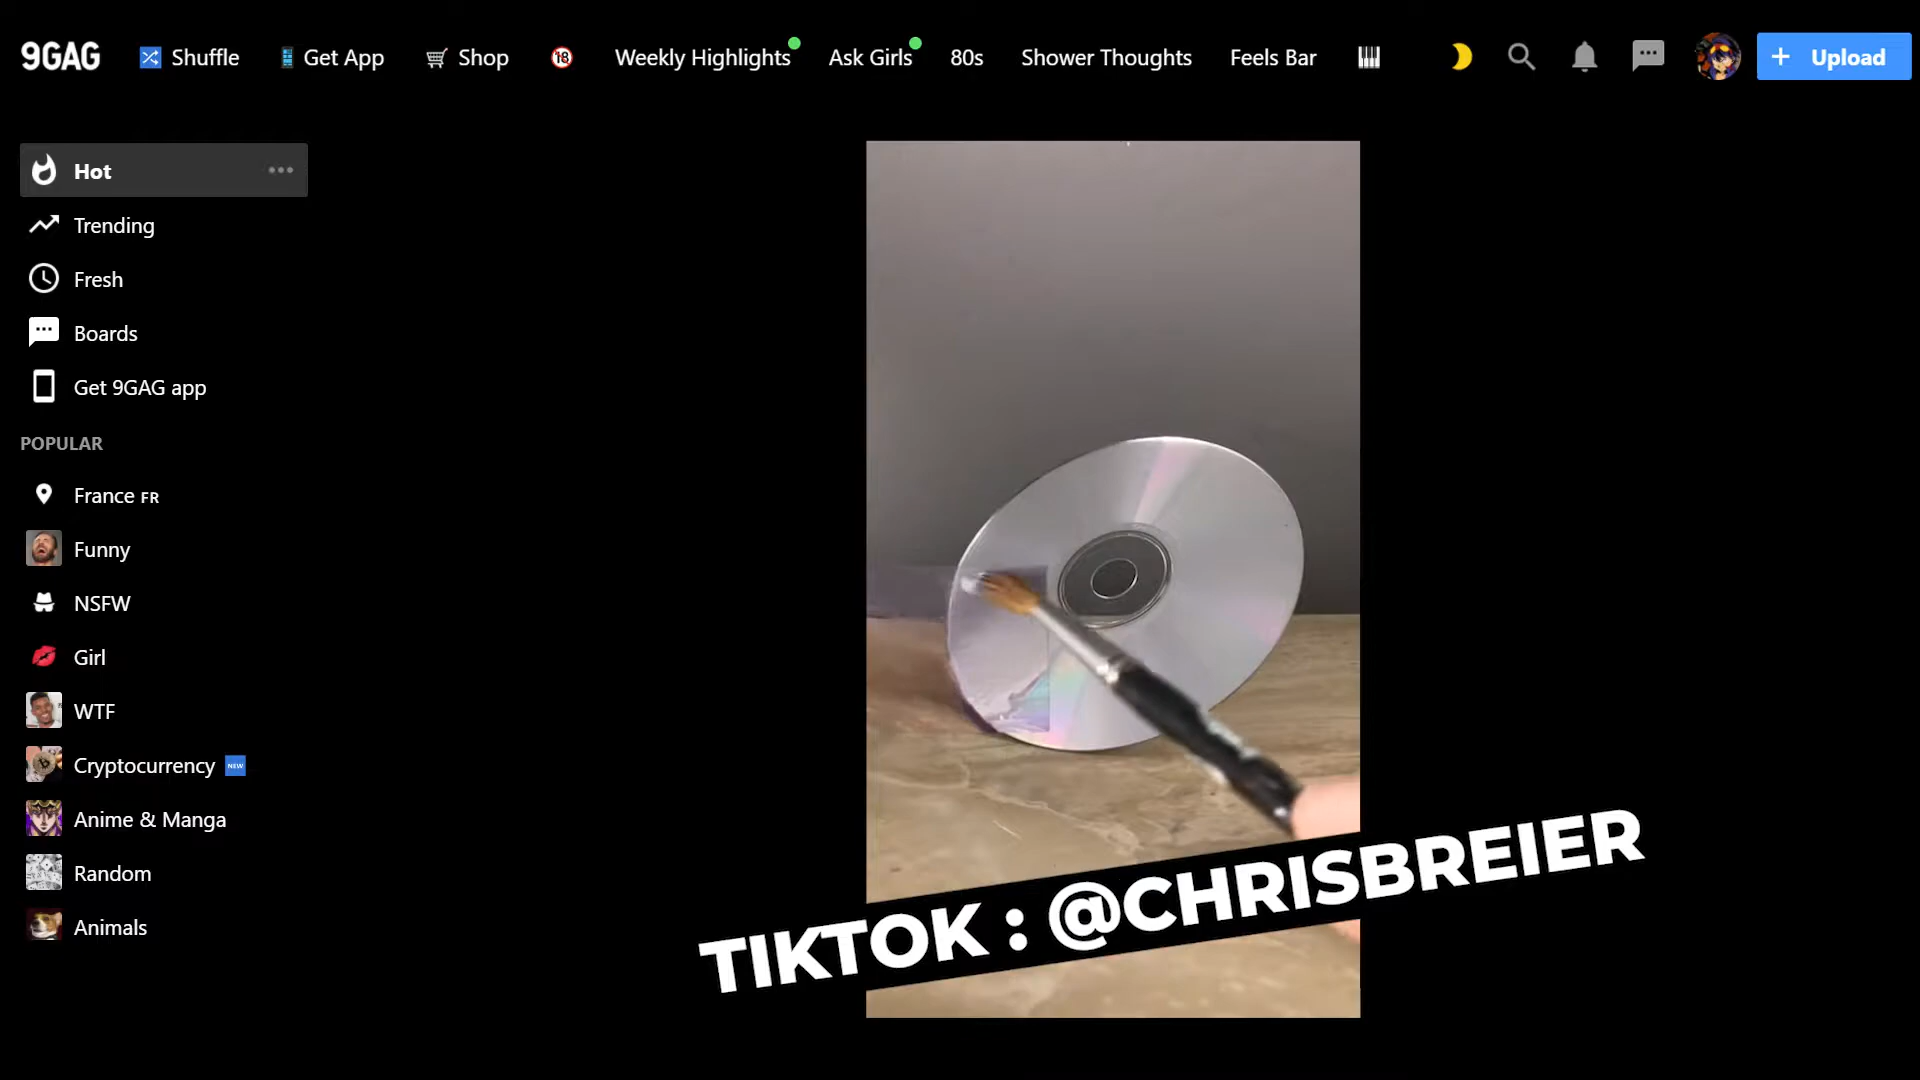 9GAG
Shuffle
Get App
Shop
18
Weekly Highlights
Ask Girls
80s
Shower Thoughts
Feels Bar
+ Upload
Hot
Trending
Fresh
Boards
Get 9GAG app
POPULAR
France FR
Funny
NSFW
Girl
WTF
Cryptocurrency NEW
Anime & Manga
Random
Animals
TIKTOK : @CHRISBREIER